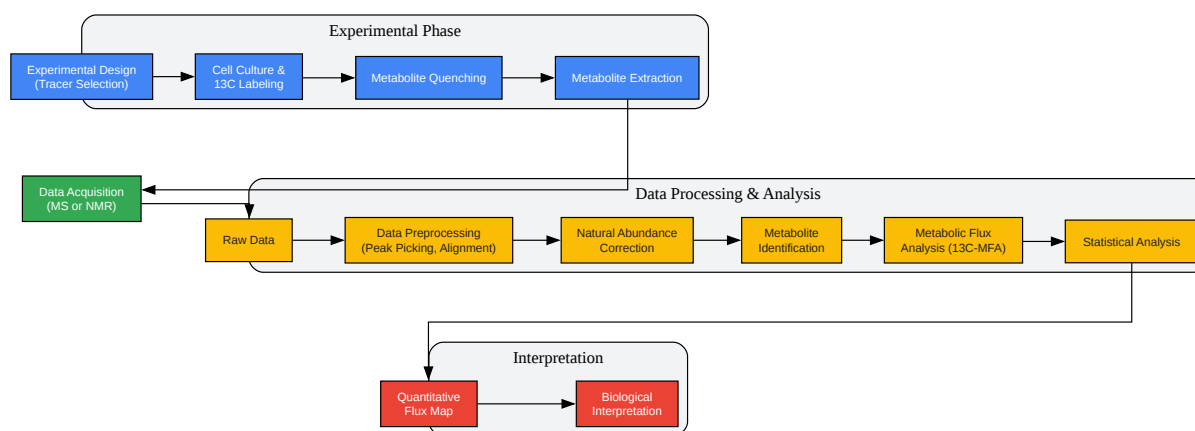 Experimental Phase
Experimental Design
(Tracer Selection)
Cell Culture &
13C Labeling
Metabolite Quenching
Metabolite Extraction
Data Acquisition
(MS or NMR)
Data Processing & Analysis
Raw Data
Data Preprocessing
(Peak Picking, Alignment)
Natural Abundance
Correction
Metabolite
Identification
Metabolic Flux
Analysis (13C-MFA)
Statistical Analysis
Interpretation
Quantitative
Flux Map
Biological
Interpretation